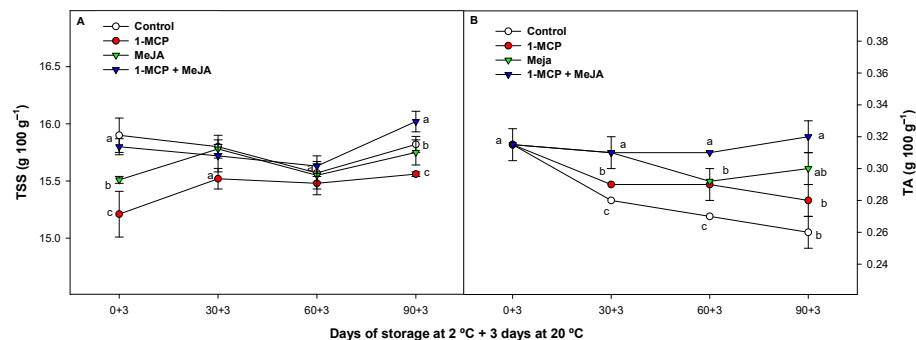 A
Control
1-MCP
MeJA
1-MCP + MeJA
TSS (g 100 g⁻¹)
16.5
16.0
15.5
15.0
a
b
c
a
a
a
b
c
0+3
30+3
60+3
90+3
B
Control
1-MCP
Meja
1-MCP + MeJA
a
a
b
c
a
b
c
a
ab
b
b
0+3
30+3
60+3
90+3
0.38
0.36
0.34
0.32
0.30
0.28
0.26
0.24
TA (g 100 g⁻¹)
Days of storage at 2 ºC + 3 days at 20 ºC